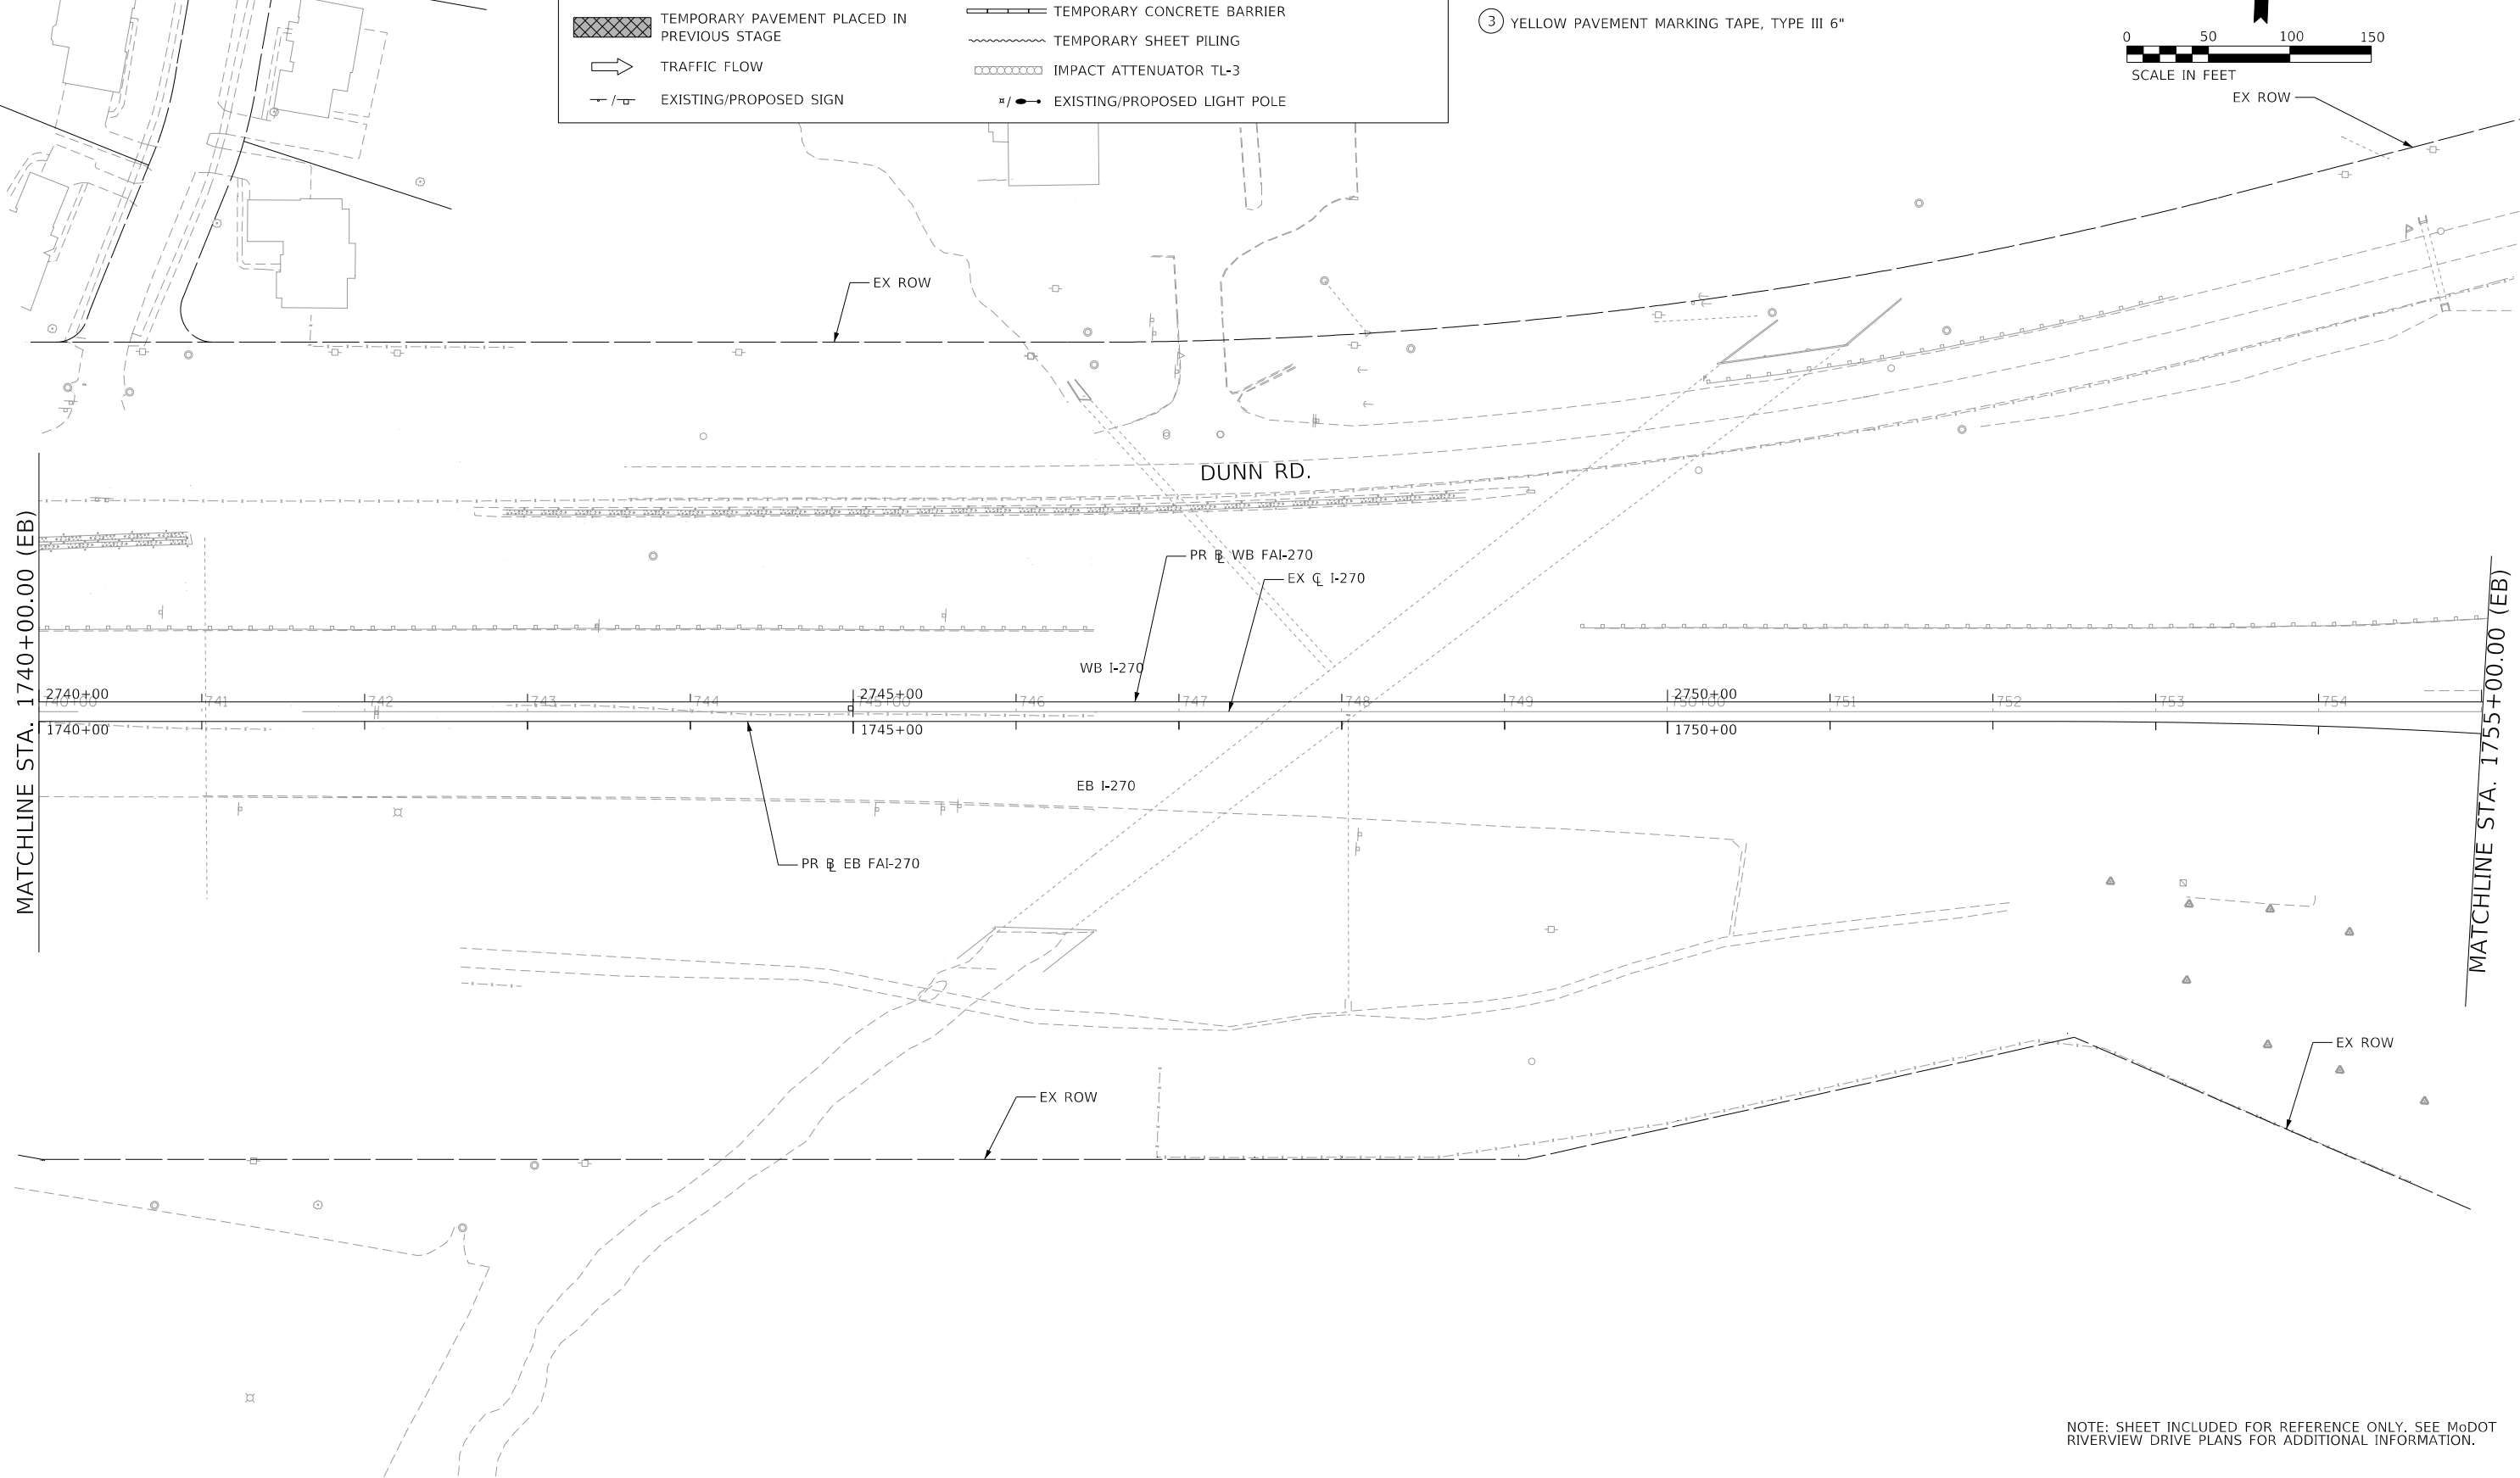 TEMPORARY PAVEMENT PLACED IN
PREVIOUS STAGE
TRAFFIC FLOW
EXISTING/PROPOSED SIGN
TEMPORARY CONCRETE BARRIER
TEMPORARY SHEET PILING
IMPACT ATTENUATOR TL-3
EXISTING/PROPOSED LIGHT POLE
3 YELLOW PAVEMENT MARKING TAPE, TYPE III 6"
0 50 100 150
SCALE IN FEET
EX ROW
EX ROW
DUNN RD.
PR ℄ WB FAI-270
EX ℄ I-270
MATCHLINE STA. 1740+00.00 (EB)
MATCHLINE STA. 1755+00.00 (EB)
WB I-270
2740+00 2745+00 2750+00
740+00 741 742 743 744 745+00 746 747 748 749 750+00 751 752 753 754
1740+00 1745+00 1750+00
EB I-270
PR ℄ EB FAI-270
EX ROW
EX ROW
NOTE: SHEET INCLUDED FOR REFERENCE ONLY. SEE MoDOT
RIVERVIEW DRIVE PLANS FOR ADDITIONAL INFORMATION.